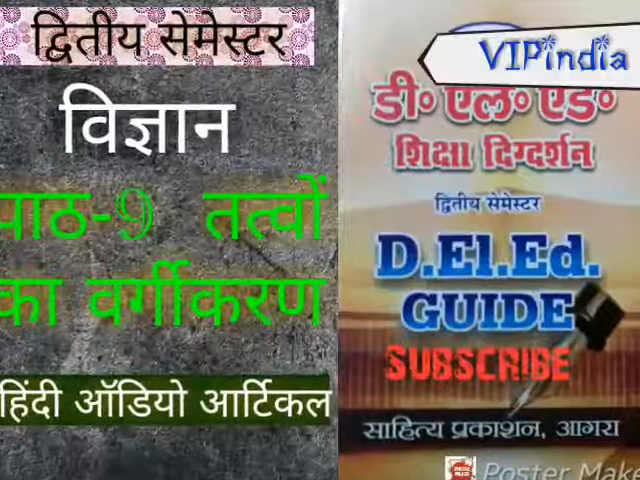 द्वितीय सेमेस्टर
विज्ञान
पाठ-9 तत्वों
का वर्गीकरण
हिंदी ऑडियो आर्टिकल
VIPindia
डी॰ एल॰ एड॰
शिक्षा दिग्दर्शन
द्वितीय सेमेस्टर
D.El.Ed.
GUIDE
SUBSCRIBE
साहित्य प्रकाशन, आगरा
Poster Make